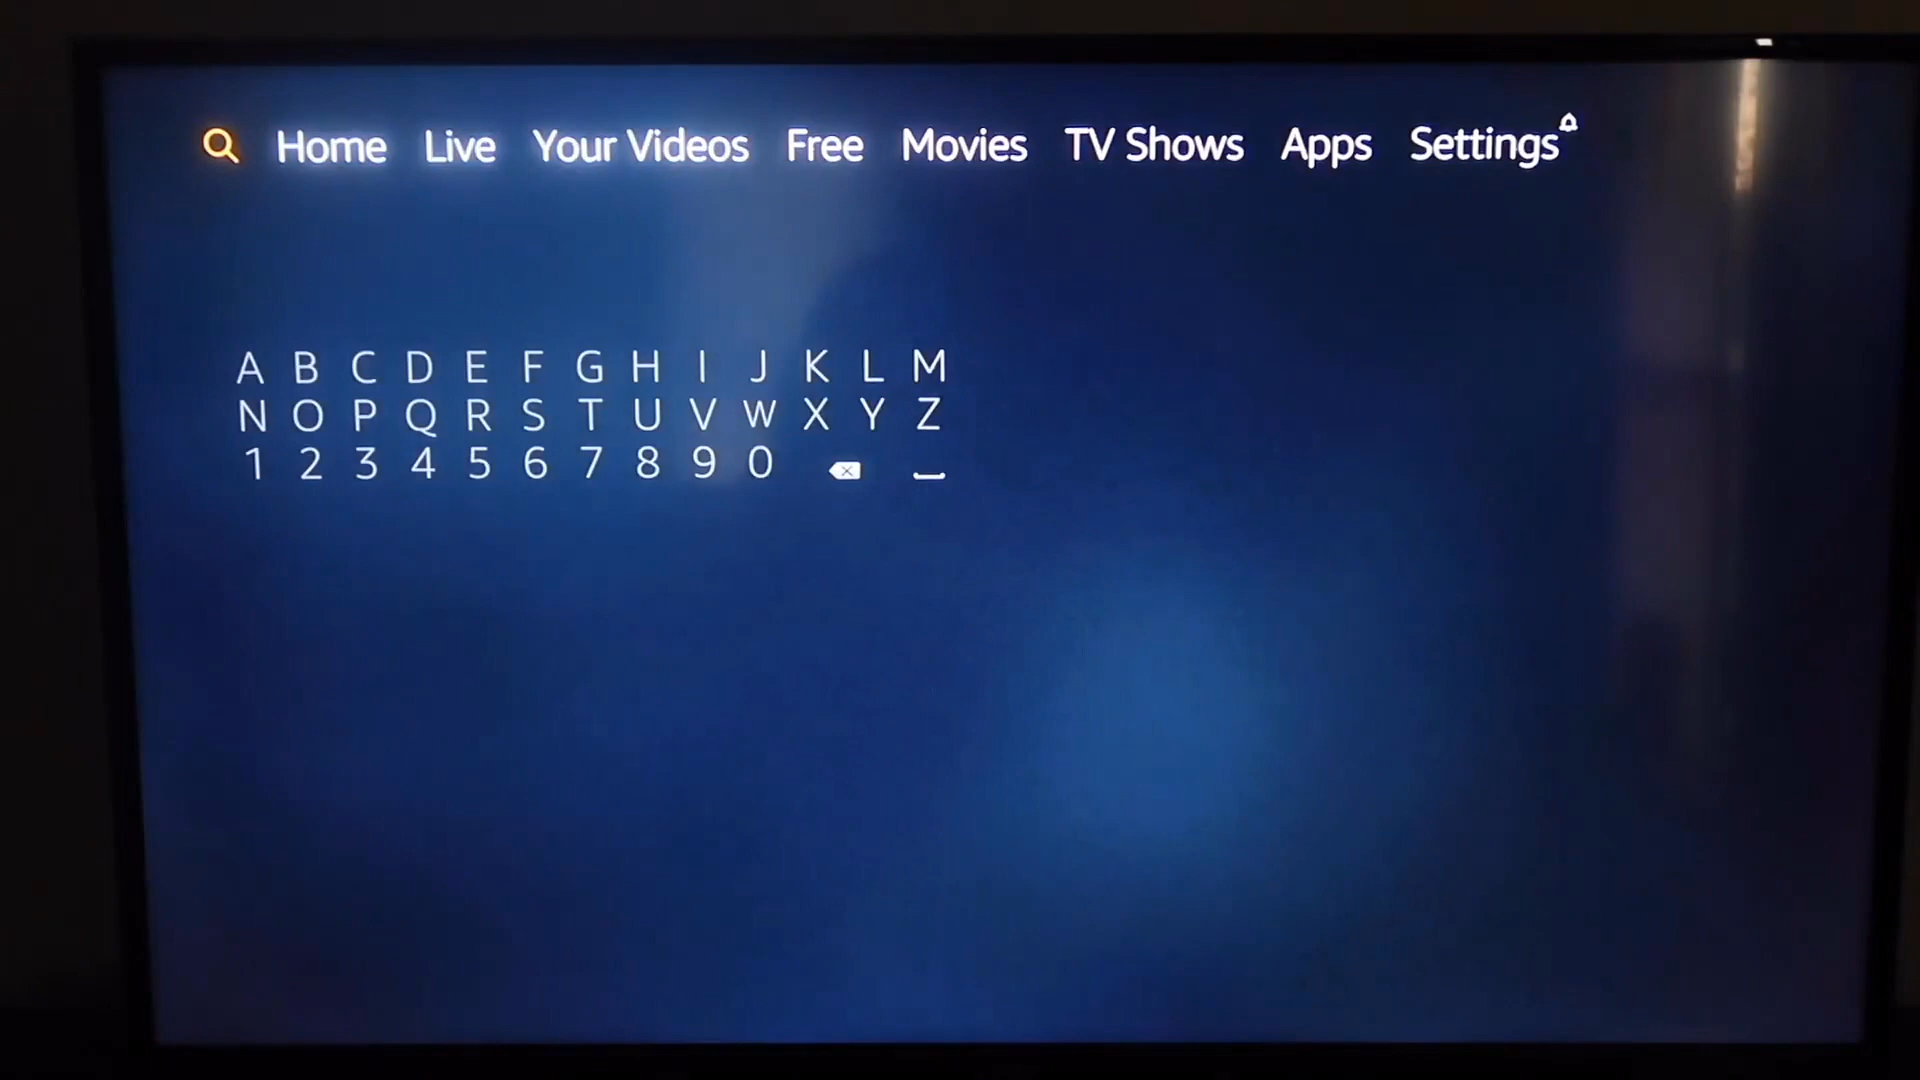 Home Live Your Videos Free Movies TV Shows Apps Settings
A B C D E F G H I J K L M
N O P Q R S T U V W X Y Z
1 2 3 4 5 6 7 8 9 0